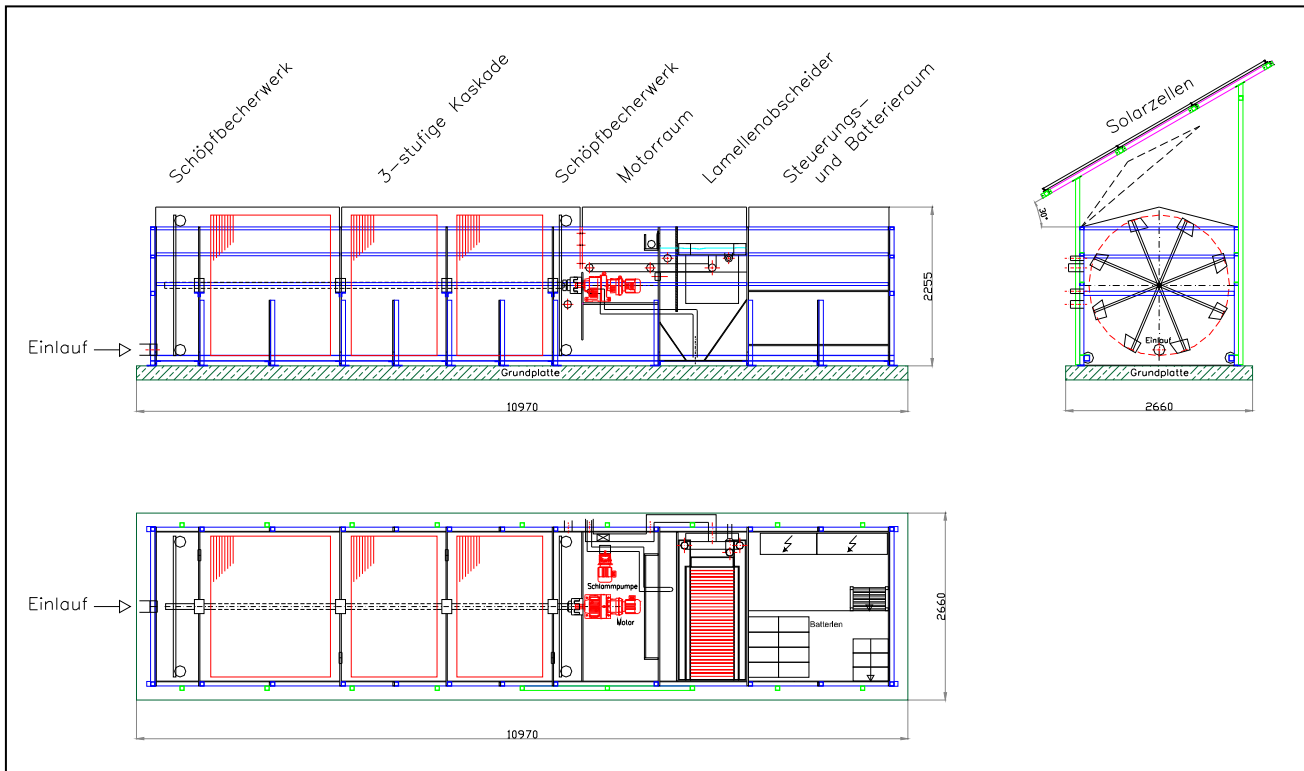 Schöpfbecherwerk
3-stufige Kaskade
Schöpfbecherwerk
Motorraum
Lamellenabscheider
Steuerungs-
und Batterieraum
Solarzellen
30°
2255
Einlauf
Einlauf
Grundplatte
Grundplatte
10970
2660
Schlammpumpe
Einlauf
Motor
Batterien
2660
10970